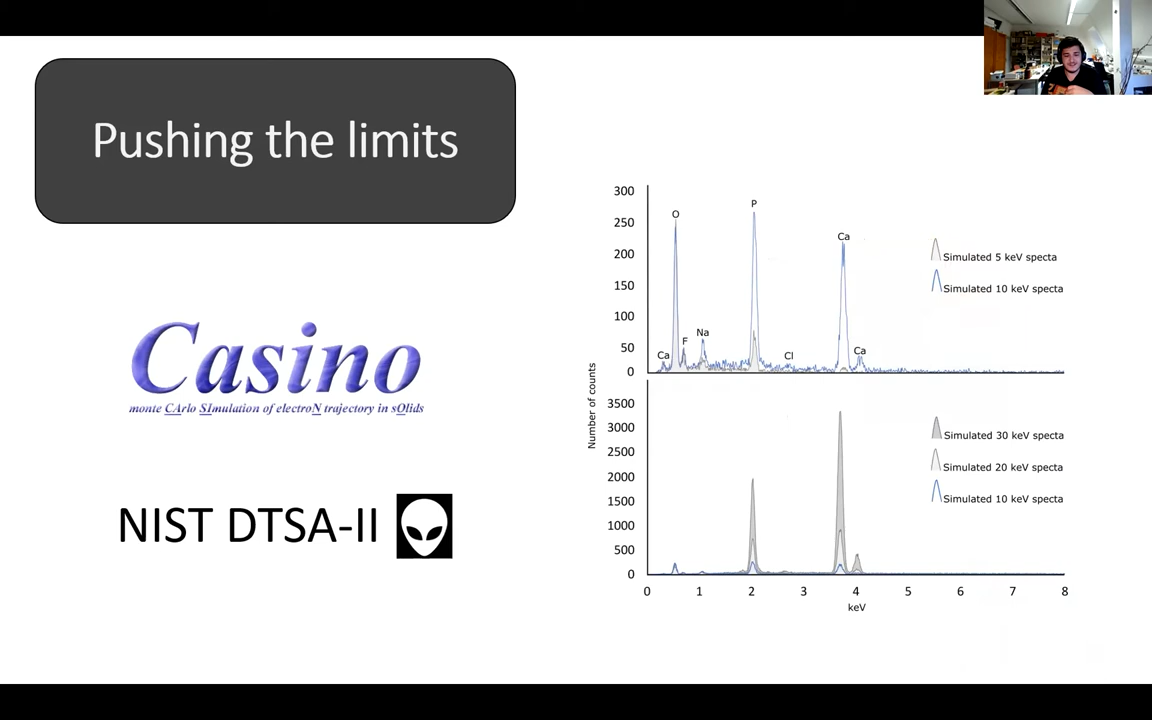 Pushing the limits
Casino
monte CArlo SImulation of electroN trajectory in sOlids
NIST DTSA-II
300
250
200
150
100
50
0
O
P
Ca
F
Na
Ca
Cl
Ca
Simulated 5 keV specta
Simulated 10 keV specta
Number of counts
3500
3000
2500
2000
1500
1000
500
0
Simulated 30 keV specta
Simulated 20 keV specta
Simulated 10 keV specta
0 1 2 3 4 5 6 7 8
keV